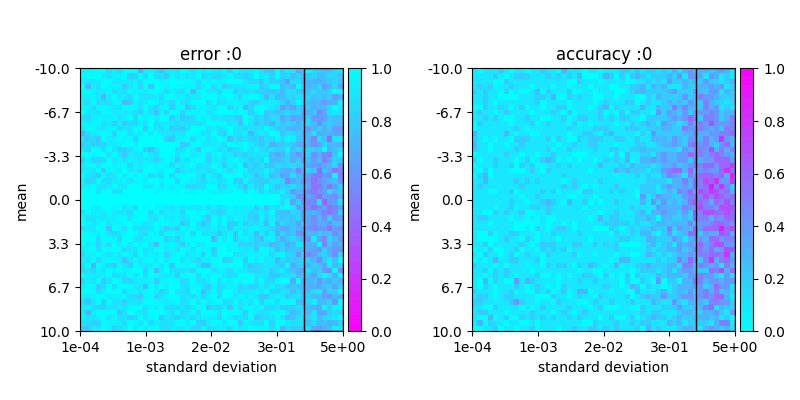 error :0
accuracy :0
-10.0
-6.7
-3.3
0.0
3.3
6.7
10.0
mean
1e-04
1e-03
2e-02
3e-01
5e+00
standard deviation
1.0
0.8
0.6
0.4
0.2
0.0
-10.0
-6.7
-3.3
0.0
3.3
6.7
10.0
mean
1e-04
1e-03
2e-02
3e-01
5e+00
standard deviation
1.0
0.8
0.6
0.4
0.2
0.0